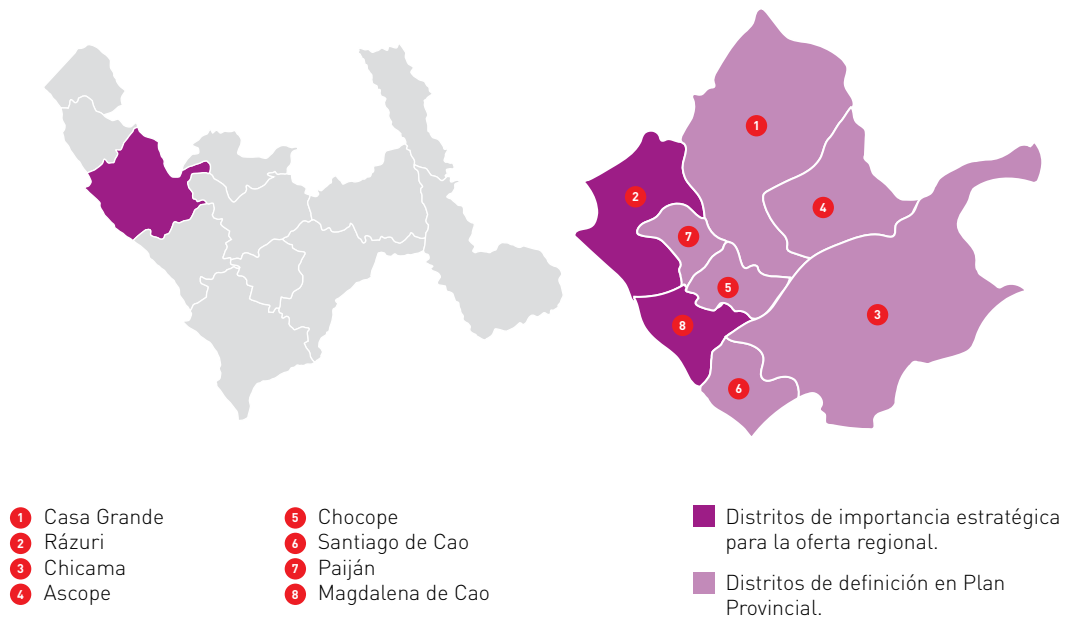 1
2
4
7
5
3
8
6
1 Casa Grande
2 Rázuri
3 Chicama
4 Ascope
5 Chocope
6 Santiago de Cao
7 Paiján
8 Magdalena de Cao
Distritos de importancia estratégica
para la oferta regional.
Distritos de definición en Plan
Provincial.